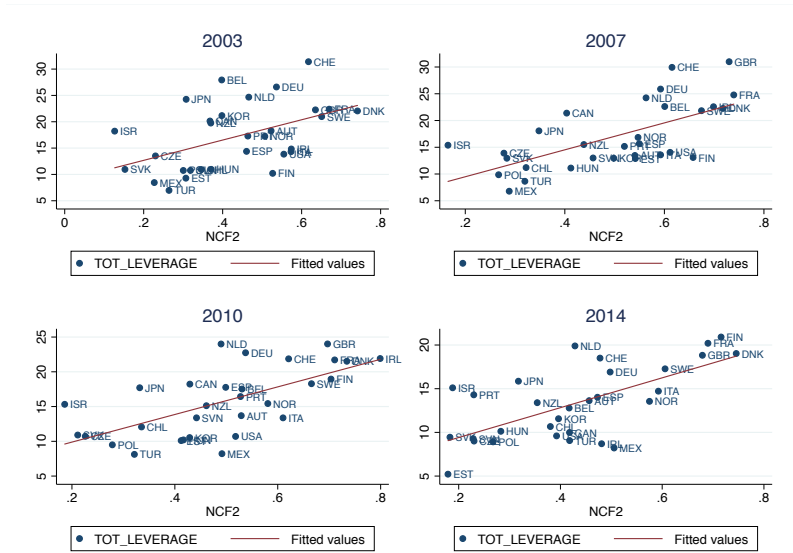 2003
CHE
BEL
DEU
JPN
NLD
FRA
DNK
SWE
KOR
NZL
ISR
AUT
NOR
ESP
USA
CZE
SVK
HUN
FIN
EST
MEX
TUR
5 10 15 20 25 30
0 .2 .4 .6 .8
NCF2
TOT_LEVERAGE Fitted values
2007
GBR
CHE
DEU
NLD
FRA
BEL
SWE
DNK
CAN
JPN
NOR
ESP
ISR
NZL
PRT
CZE
SVK
KOR
EST
ITA
USA
FIN
CHL
HUN
POL
TUR
MEX
5 10 15 20 25 30
.2 .4 .6 .8
NCF2
TOT_LEVERAGE Fitted values
2010
NLD
GBR
DEU
CHE
FRA
DNK
IRL
JPN
CAN
ESP
BEL
SWE
FIN
PRT
ISR
NZL
NOR
SVN
AUT
ITA
CHL
CZE
KOR
USA
POL
TUR
MEX
5 10 15 20 25
.2 .4 .6 .8
NCF2
TOT_LEVERAGE Fitted values
2014
FIN
NLD
FRA
CHE
GBR
DNK
SWE
DEU
JPN
ISR
PRT
ITA
ESP
AUT
NZL
NOR
BEL
KOR
CHL
HUN
CAN
USA
TUR
POL
IRL
MEX
EST
5 10 15 20
.2 .4 .6 .8
NCF2
TOT_LEVERAGE Fitted values